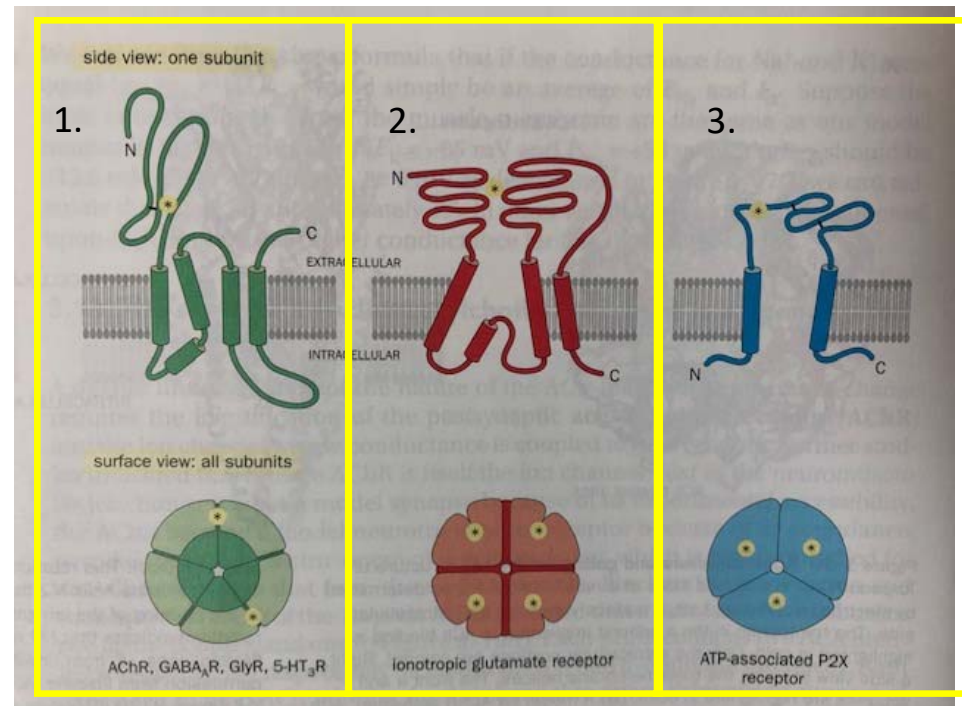 side view: one subunit
1.
2.
3.
N
C
N
C
N
C
EXTRACELLULAR
INTRACELLULAR
surface view: all subunits
AChR, GABA_AR, GlyR, 5-HT₃R
ionotropic glutamate receptor
ATP-associated P2X
receptor